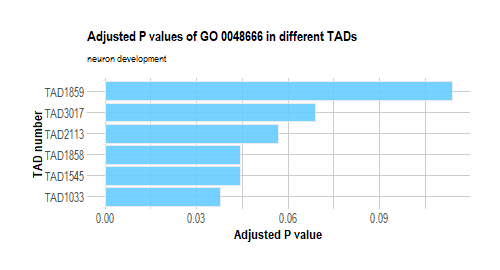 Adjusted P values of GO 0048666 in different TADs
neuron development
TAD1859
TAD3017
TAD2113
TAD1858
TAD1545
TAD1033
TAD number
0.00 0.03 0.06 0.09
Adjusted P value